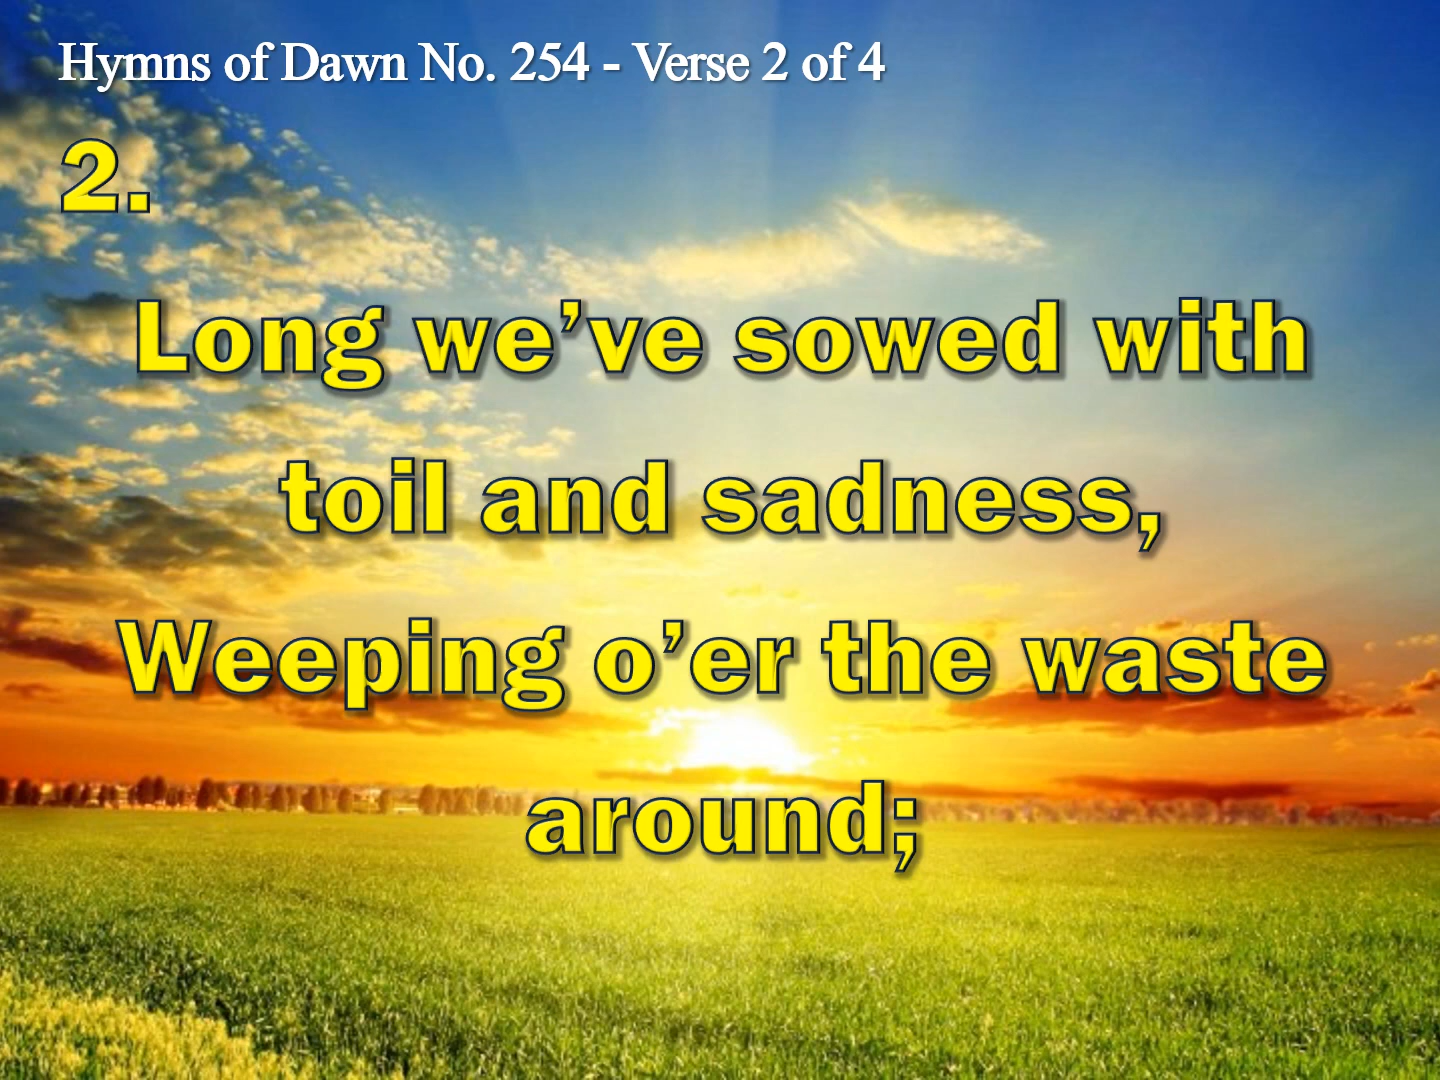 Hymns of Dawn No. 254 - Verse 2 of 4
2.
Long we’ve sowed with
toil and sadness,
Weeping o’er the waste
around;